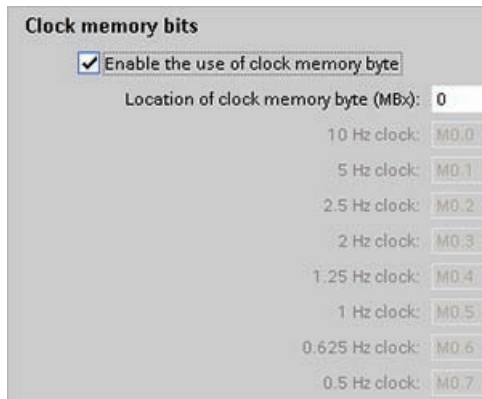 Clock memory bits
Enable the use of clock memory byte
Location of clock memory byte (MBx): 0
10 Hz clock: M0.0
5 Hz clock: M0.1
2.5 Hz clock: M0.2
2 Hz clock: M0.3
1.25 Hz clock: M0.4
1 Hz clock: M0.5
0.625 Hz clock: M0.6
0.5 Hz clock: M0.7